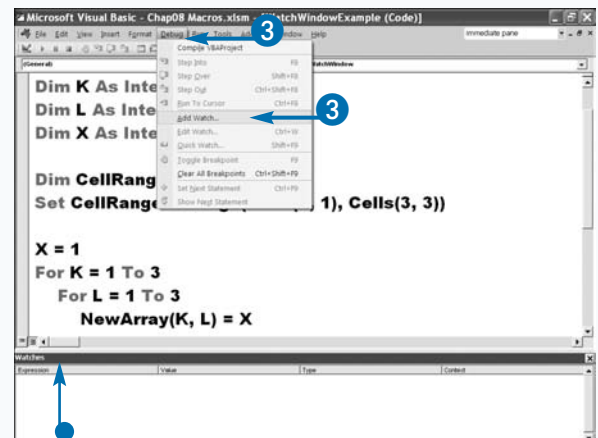 Microsoft Visual Basic - Chap08 Macros.xlsm - [WatchWindowExample (Code)]
File Edit View Insert Format Debug Run Tools Window Help immediate pane
3
(General) WatchWindow
Compile VBAProject
Step Into F8
Step Over Shift+F8
Step Out Ctrl+Shift+F8
Run To Cursor Ctrl+F8
Add Watch...
3
Edit Watch... Ctrl+W
Quick Watch... Shift+F9
Toggle Breakpoint F9
Clear All Breakpoints Ctrl+Shift+F9
Set Next Statement Ctrl+F9
Show Next Statement
Dim K As Inte
Dim L As Inte
Dim X As Inte
Dim CellRang
Set CellRange 1), Cells(3, 3))
X = 1
For K = 1 To 3
For L = 1 To 3
NewArray(K, L) = X
Watches
Expression Value Type Context